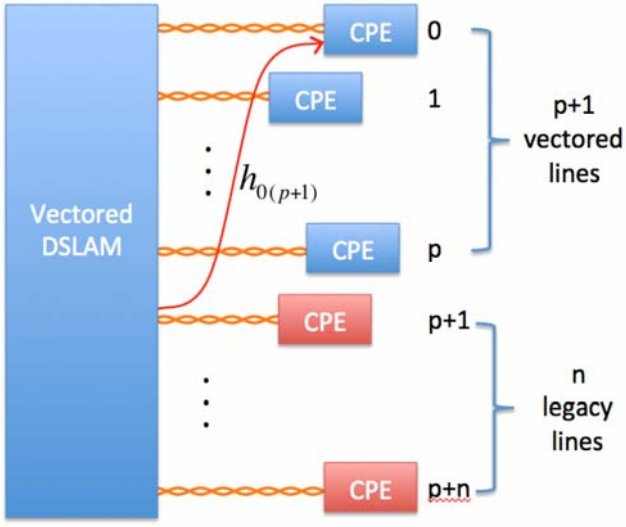 CPE 0
CPE 1
p+1
vectored
lines
h0(p+1)
Vectored
DSLAM
CPE p
CPE p+1
n
legacy
lines
CPE p+n